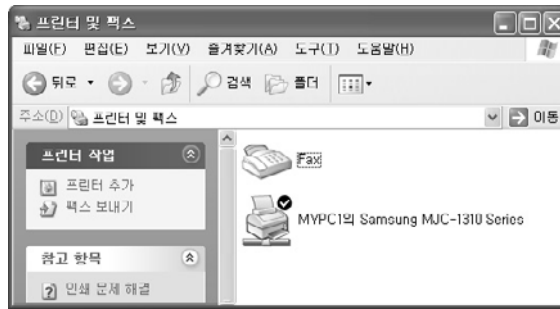 프린터 및 팩스
파일(F) 편집(E) 보기(V) 즐겨찾기(A) 도구(T) 도움말(H)
뒤로 검색 폴더
주소(D) 프린터 및 팩스 이동
프린터 작업
프린터 추가
팩스 보내기
참고 항목
인쇄 문제 해결
Fax
MYPC1의 Samsung MJC-1310 Series